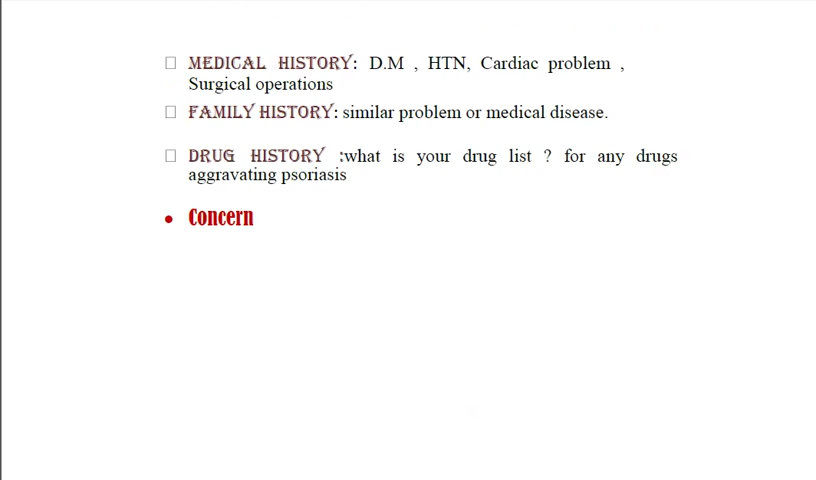 MEDICAL HISTORY: D.M , HTN, Cardiac problem ,
Surgical operations
FAMILY HISTORY: similar problem or medical disease.
DRUG HISTORY :what is your drug list ? for any drugs
aggravating psoriasis
• Concern